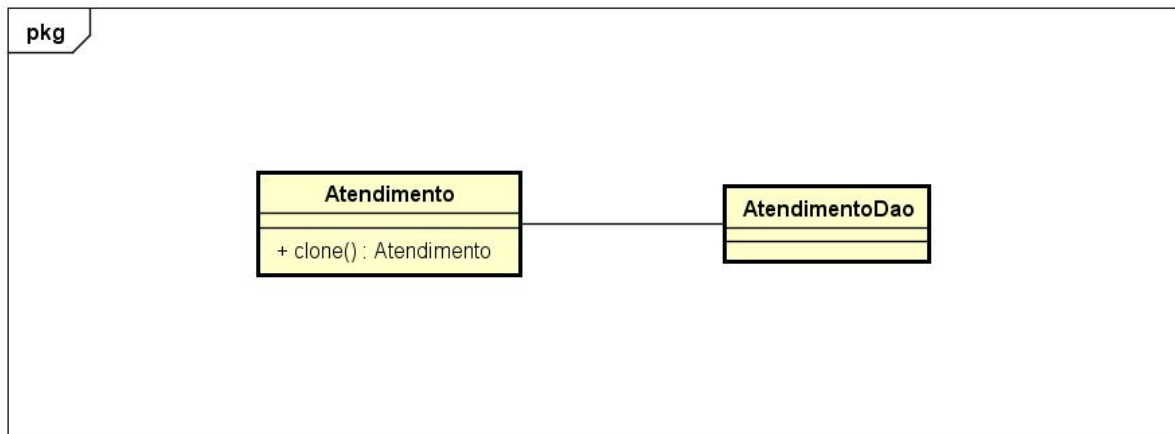 pkg
Atendimento
+ clone() : Atendimento
AtendimentoDao